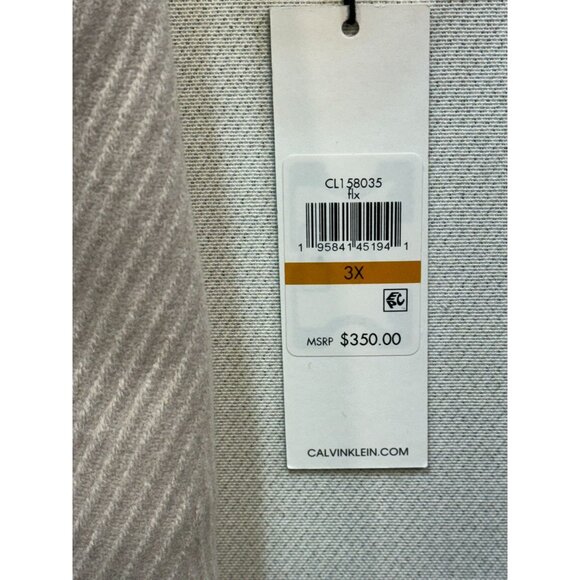 CL158035
flx
1 95841 45194 1
3X
MSRP $350.00
CALVINKLEIN.COM